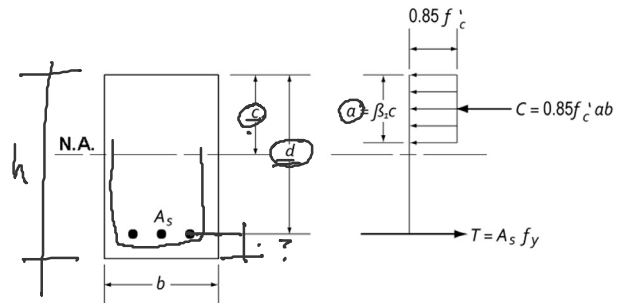 0.85 f'c
c
a = β₁c
C = 0.85f'c ab
N.A.
d
h
As
?
T = As fy
b